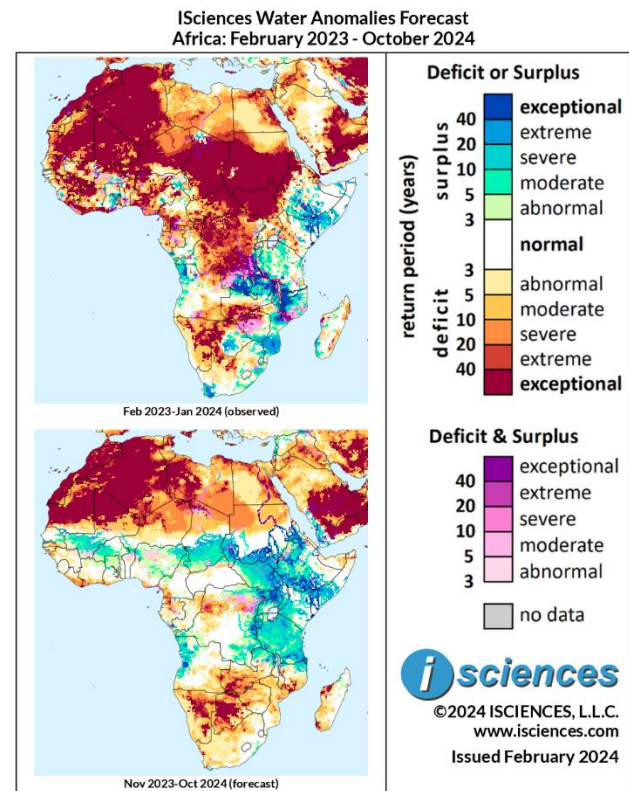 ISciences Water Anomalies Forecast
Africa: February 2023 - October 2024
Feb 2023-Jan 2024 (observed)
Nov 2023-Oct 2024 (forecast)
Deficit or Surplus
return period (years)
surplus
deficit
40
20
10
5
3
3
5
10
20
40
exceptional
extreme
severe
moderate
abnormal
normal
abnormal
moderate
severe
extreme
exceptional
Deficit & Surplus
40
20
10
5
3
exceptional
extreme
severe
moderate
abnormal
no data
i sciences
©2024 ISCIENCES, L.L.C.
www.isciences.com
Issued February 2024